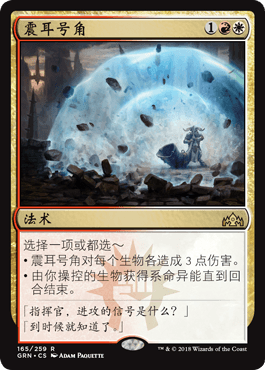 震耳号角
1
法术
选择一项或都选～
•震耳号角对每个生物各造成3点伤害。
•由你操控的生物获得系命异能直到回
合结束。
「指挥官，进攻的信号是什么？」
「到时候就知道了。」
165/259 R
GRN • CS ADAM PAQUETTE
™ & © 2018 Wizards of the Coast